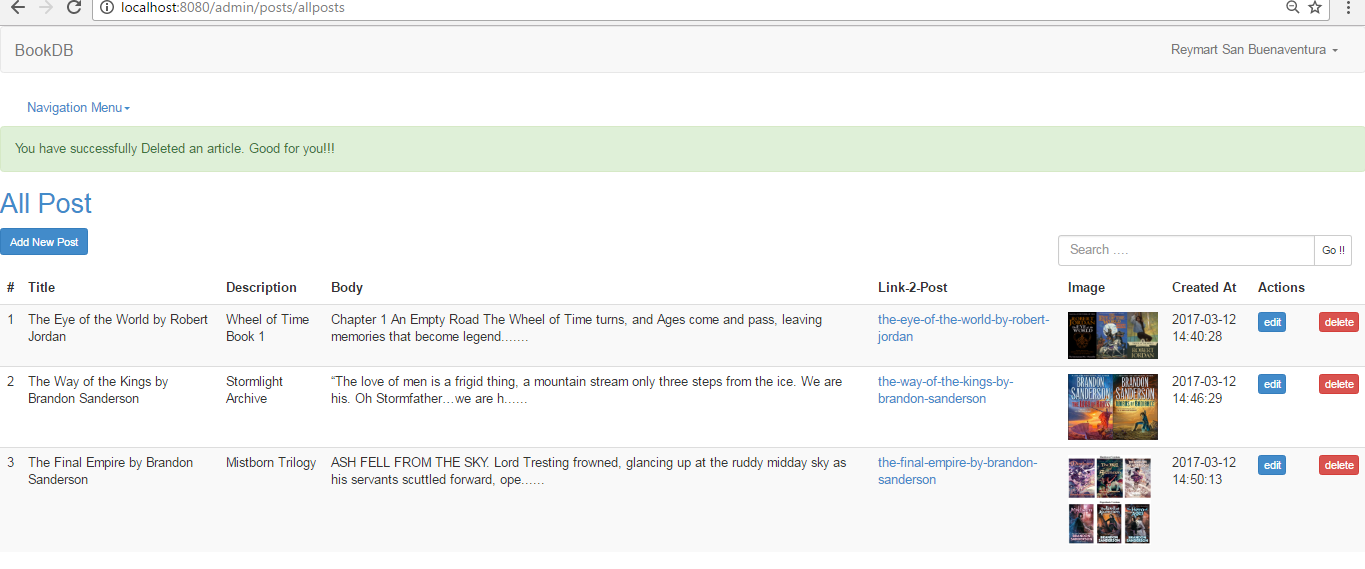 localhost:8080/admin/posts/allposts
BookDB
Reymart San Buenaventura
Navigation Menu
You have successfully Deleted an article. Good for you!!!
All Post
Add New Post
Search ....
Go !!
# Title Description Body Link-2-Post Image Created At Actions
1 The Eye of the World by Robert Jordan
Wheel of Time Book 1
Chapter 1 An Empty Road The Wheel of Time turns, and Ages come and pass, leaving
memories that become legend.......
the-eye-of-the-world-by-robert-
jordan
ROBERT
JORDAN
2017-03-12
14:40:28
edit delete
2 The Way of the Kings by
Brandon Sanderson
Stormlight
Archive
“The love of men is a frigid thing, a mountain stream only three steps from the ice. We are
his. Oh Stormfather...we are h......
the-way-of-the-kings-by-
brandon-sanderson
BRANDON
SANDERSON
BRANDON
SANDERSON
2017-03-12
14:46:29
edit delete
3 The Final Empire by Brandon
Sanderson
Mistborn Trilogy
ASH FELL FROM THE SKY. Lord Tresting frowned, glancing up at the ruddy midday sky as
his servants scuttled forward, ope......
the-final-empire-by-brandon-
sanderson
2017-03-12
14:50:13
edit delete